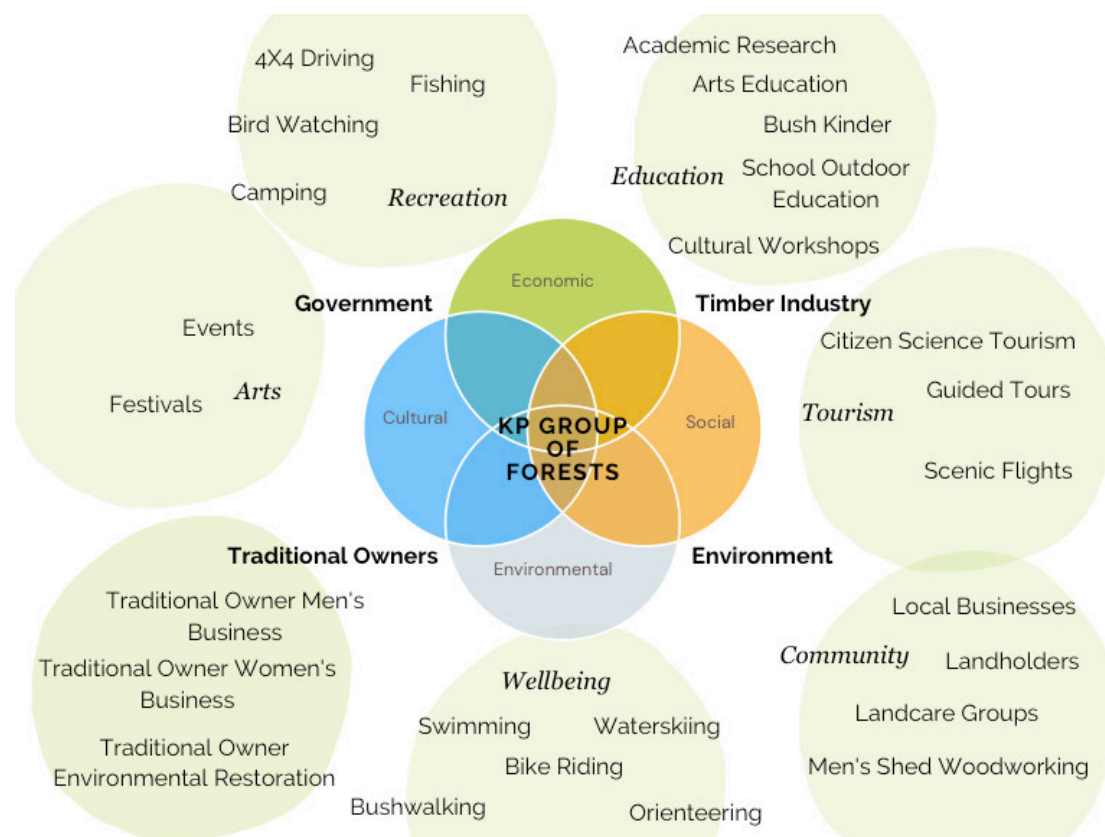 4X4 Driving
Fishing
Bird Watching
Camping
Recreation
Academic Research
Arts Education
Bush Kinder
Education
School Outdoor
Education
Cultural Workshops
Events
Festivals
Arts
Government
Economic
Timber Industry
Cultural
Social
KP GROUP
OF
FORESTS
Traditional Owners
Environmental
Environment
Citizen Science Tourism
Guided Tours
Tourism
Scenic Flights
Traditional Owner Men's
Business
Traditional Owner Women's
Business
Traditional Owner
Environmental Restoration
Wellbeing
Swimming
Waterskiing
Bike Riding
Bushwalking
Orienteering
Local Businesses
Community
Landholders
Landcare Groups
Men's Shed Woodworking